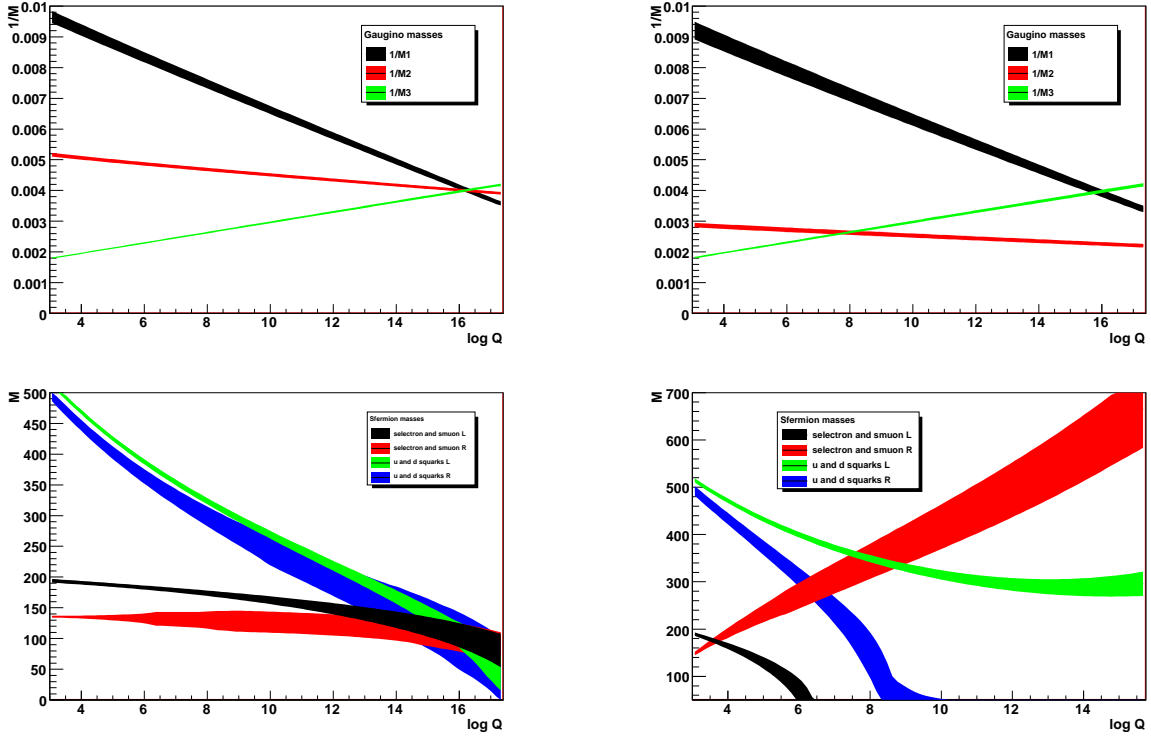 1/M
0.01
0.009
0.008
0.007
0.006
0.005
0.004
0.003
0.002
0.001
0
4
6
8
10
12
14
16
log Q
Gaugino masses
1/M1
1/M2
1/M3
1/M
0.01
0.009
0.008
0.007
0.006
0.005
0.004
0.003
0.002
0.001
0
4
6
8
10
12
14
16
log Q
Gaugino masses
1/M1
1/M2
1/M3
M
500
450
400
350
300
250
200
150
100
50
0
4
6
8
10
12
14
16
log Q
Sfermion masses
selectron and smuon L
selectron and smuon R
u and d squarks L
u and d squarks R
M
700
600
500
400
300
200
100
4
6
8
10
12
14
log Q
Sfermion masses
selectron and smuon L
selectron and smuon R
u and d squarks L
u and d squarks R